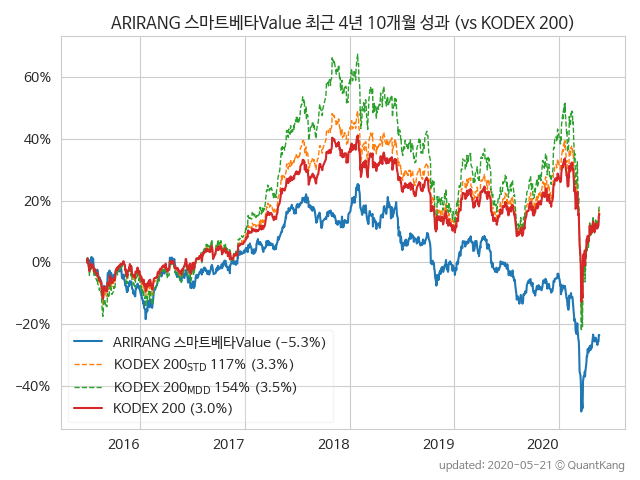 ARIRANG 스마트베타Value 최근 4년 10개월 성과 (vs KODEX 200)
60%
40%
20%
0%
−20%
−40%
ARIRANG 스마트베타Value (−5.3%)
KODEX 200STD 117% (3.3%)
KODEX 200MDD 154% (3.5%)
KODEX 200 (3.0%)
2016 2017 2018 2019 2020
updated: 2020-05-21 © QuantKang